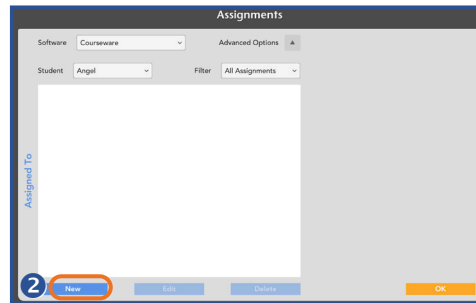 Assignments
Software Courseware Advanced Options
Student Angel Filter All Assignments
Assigned To
2 New Edit Delete OK